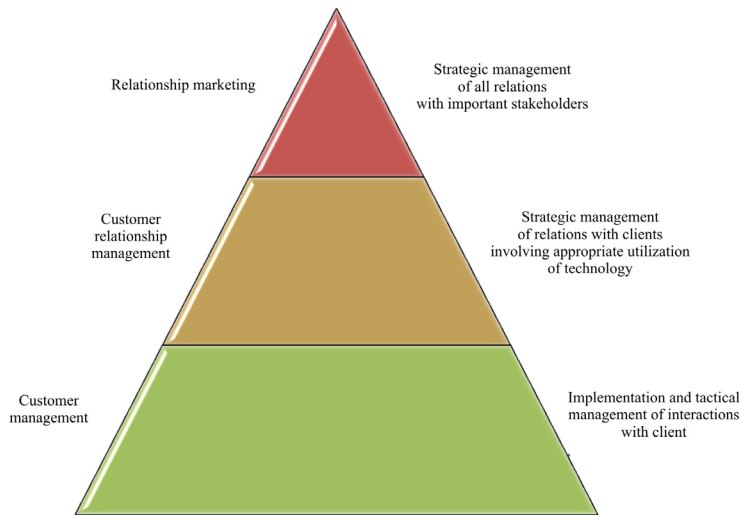 Relationship marketing
Strategic management
of all relations
with important stakeholders
Customer
relationship
management
Strategic management
of relations with clients
involving appropriate utilization
of technology
Customer
management
Implementation and tactical
management of interactions
with client